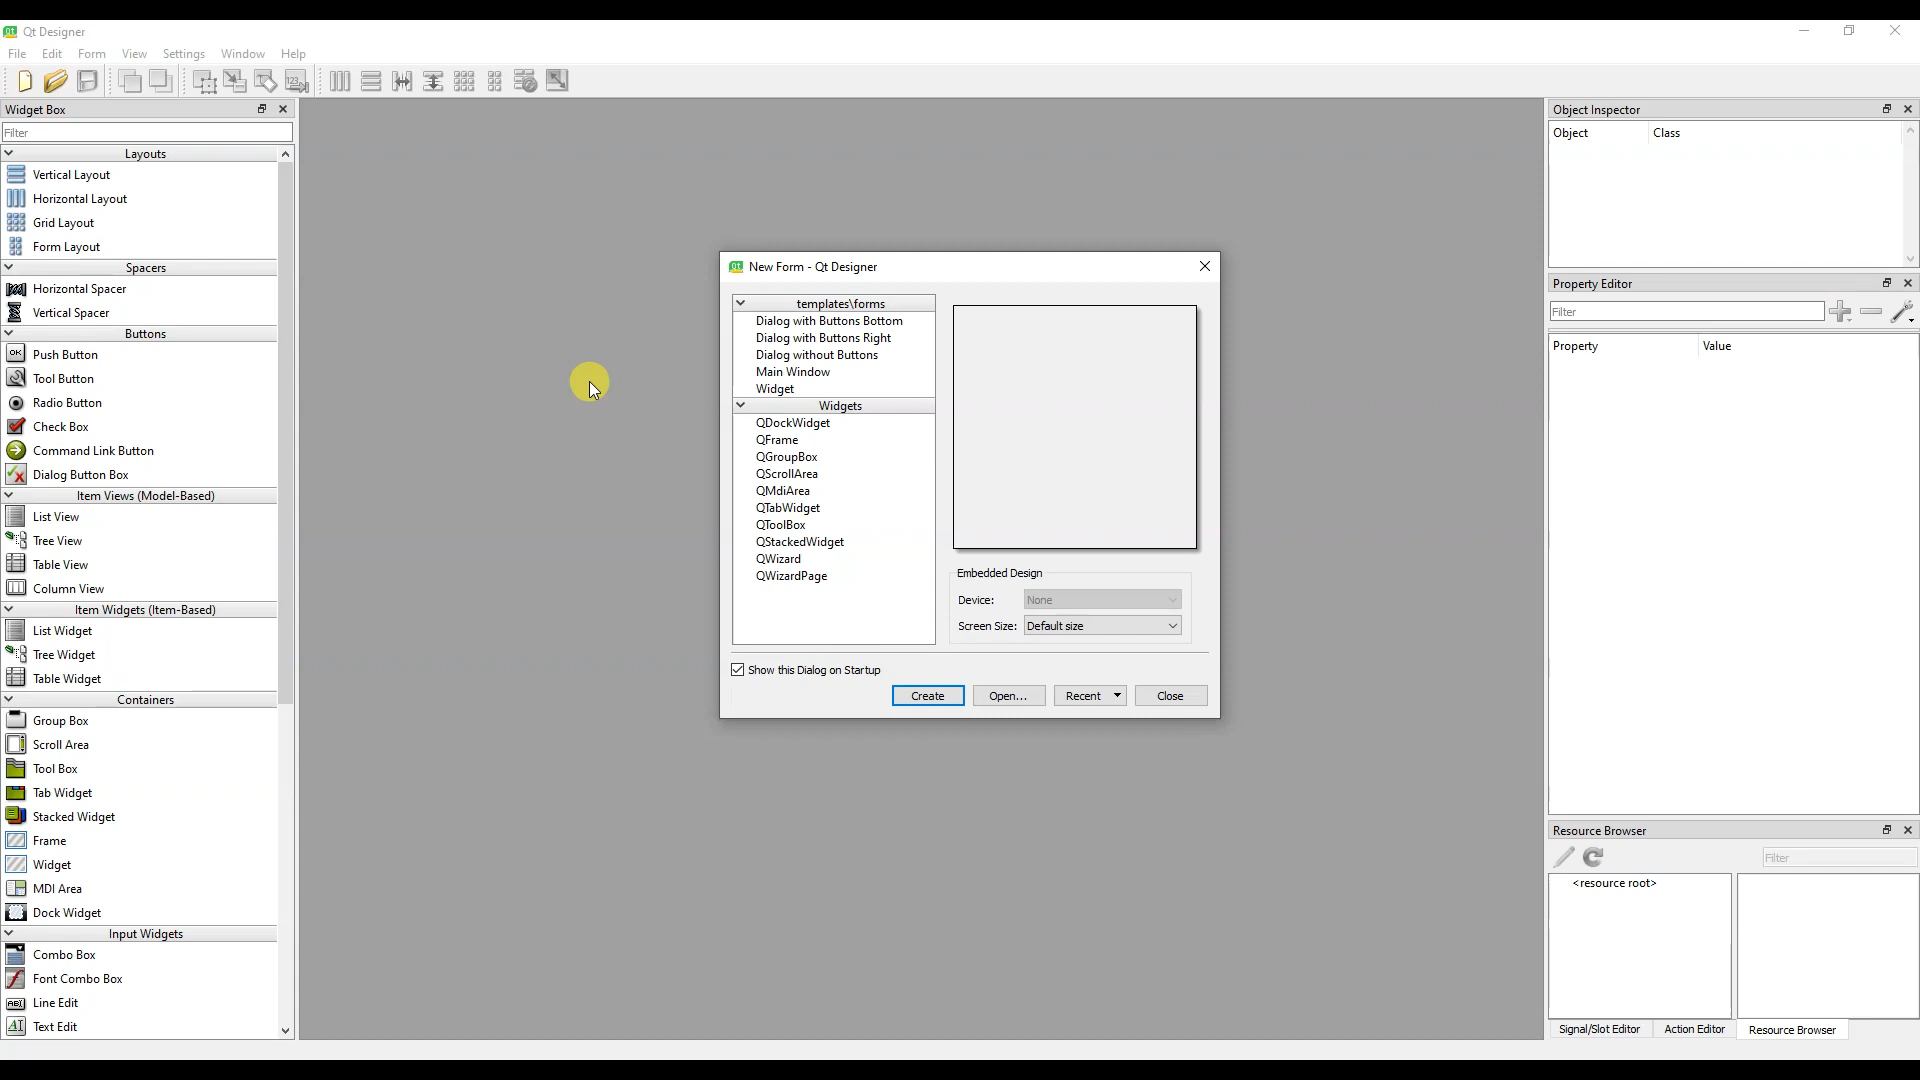 Qt Designer
File Edit Form View Settings Window Help
Widget Box
Filter
Layouts
Vertical Layout
Horizontal Layout
Grid Layout
Form Layout
Spacers
Horizontal Spacer
Vertical Spacer
Buttons
Push Button
Tool Button
Radio Button
Check Box
Command Link Button
Dialog Button Box
Item Views (Model-Based)
List View
Tree View
Table View
Column View
Item Widgets (Item-Based)
List Widget
Tree Widget
Table Widget
Containers
Group Box
Scroll Area
Tool Box
Tab Widget
Stacked Widget
Frame
Widget
MDI Area
Dock Widget
Input Widgets
Combo Box
Font Combo Box
Line Edit
Text Edit
New Form - Qt Designer
templates\forms
Dialog with Buttons Bottom
Dialog with Buttons Right
Dialog without Buttons
Main Window
Widget
Widgets
QDockWidget
QFrame
QGroupBox
QScrollArea
QMdiArea
QTabWidget
QToolBox
QStackedWidget
QWizard
QWizardPage
Embedded Design
Device: None
Screen Size: Default size
Show this Dialog on Startup
Create Open... Recent Close
Object Inspector
Object Class
Property Editor
Filter
Property Value
Resource Browser
Filter
<resource root>
Signal/Slot Editor Action Editor Resource Browser